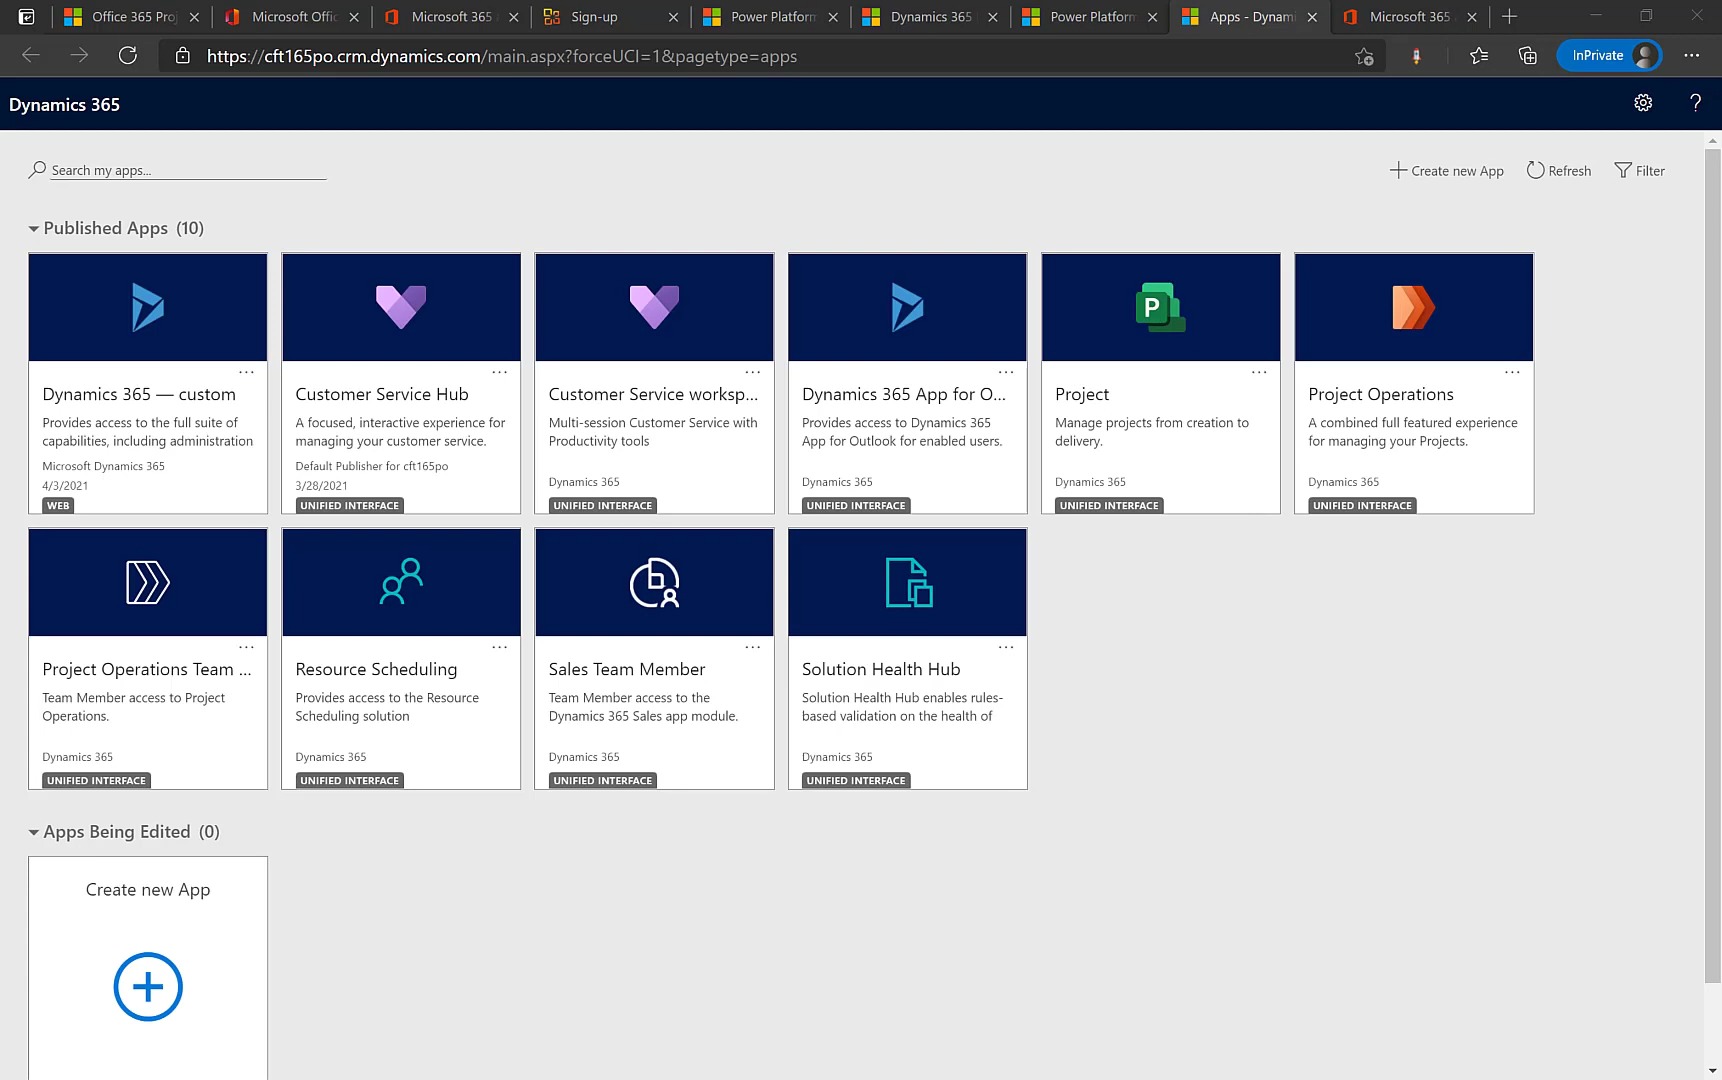 Office 365 Proj
Microsoft Offic
Microsoft 365
Sign-up
Power Platform
Dynamics 365
Power Platform
Apps - Dynami
Microsoft 365
https://cft165po.crm.dynamics.com/main.aspx?forceUCI=1&pagetype=apps
InPrivate
Dynamics 365
?
Search my apps...
Create new App
Refresh
Filter
Published Apps (10)
Dynamics 365 — custom
Provides access to the full suite of
capabilities, including administration
Microsoft Dynamics 365
4/3/2021
WEB
Customer Service Hub
A focused, interactive experience for
managing your customer service.
Default Publisher for cft165po
3/28/2021
UNIFIED INTERFACE
Customer Service worksp...
Multi-session Customer Service with
Productivity tools
Dynamics 365
UNIFIED INTERFACE
Dynamics 365 App for O...
Provides access to Dynamics 365
App for Outlook for enabled users.
Dynamics 365
UNIFIED INTERFACE
P
Project
Manage projects from creation to
delivery.
Dynamics 365
UNIFIED INTERFACE
Project Operations
A combined full featured experience
for managing your Projects.
Dynamics 365
UNIFIED INTERFACE
Project Operations Team ...
Team Member access to Project
Operations.
Dynamics 365
UNIFIED INTERFACE
Resource Scheduling
Provides access to the Resource
Scheduling solution
Dynamics 365
UNIFIED INTERFACE
Sales Team Member
Team Member access to the
Dynamics 365 Sales app module.
Dynamics 365
UNIFIED INTERFACE
Solution Health Hub
Solution Health Hub enables rules-
based validation on the health of
Dynamics 365
UNIFIED INTERFACE
Apps Being Edited (0)
Create new App